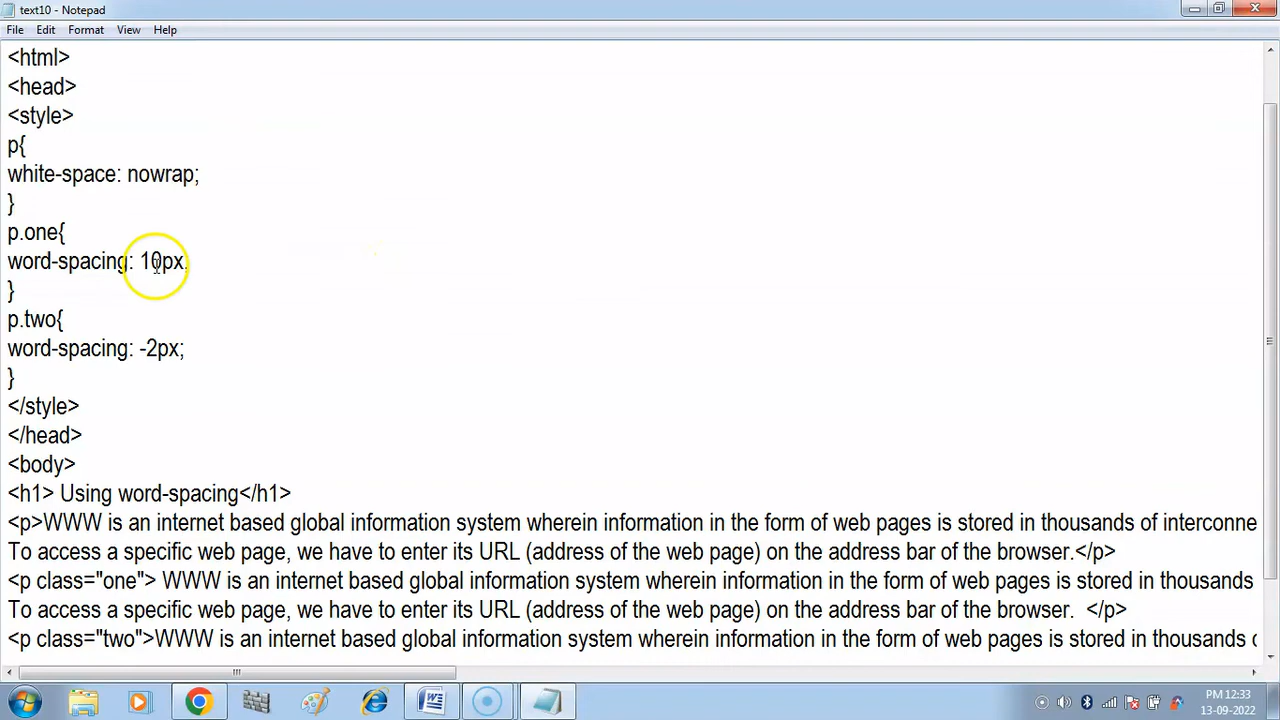 text10 - Notepad
File Edit Format View Help
<html>
<head>
<style>
p{
white-space: nowrap;
}
p.one{
word-spacing: 10px;
}
p.two{
word-spacing: -2px;
}
</style>
</head>
<body>
<h1> Using word-spacing</h1>
<p>WWW is an internet based global information system wherein information in the form of web pages is stored in thousands of interconne
To access a specific web page, we have to enter its URL (address of the web page) on the address bar of the browser.</p>
<p class="one"> WWW is an internet based global information system wherein information in the form of web pages is stored in thousands
To access a specific web page, we have to enter its URL (address of the web page) on the address bar of the browser.  </p>
<p class="two">WWW is an internet based global information system wherein information in the form of web pages is stored in thousands
PM 12:33
13-09-2022